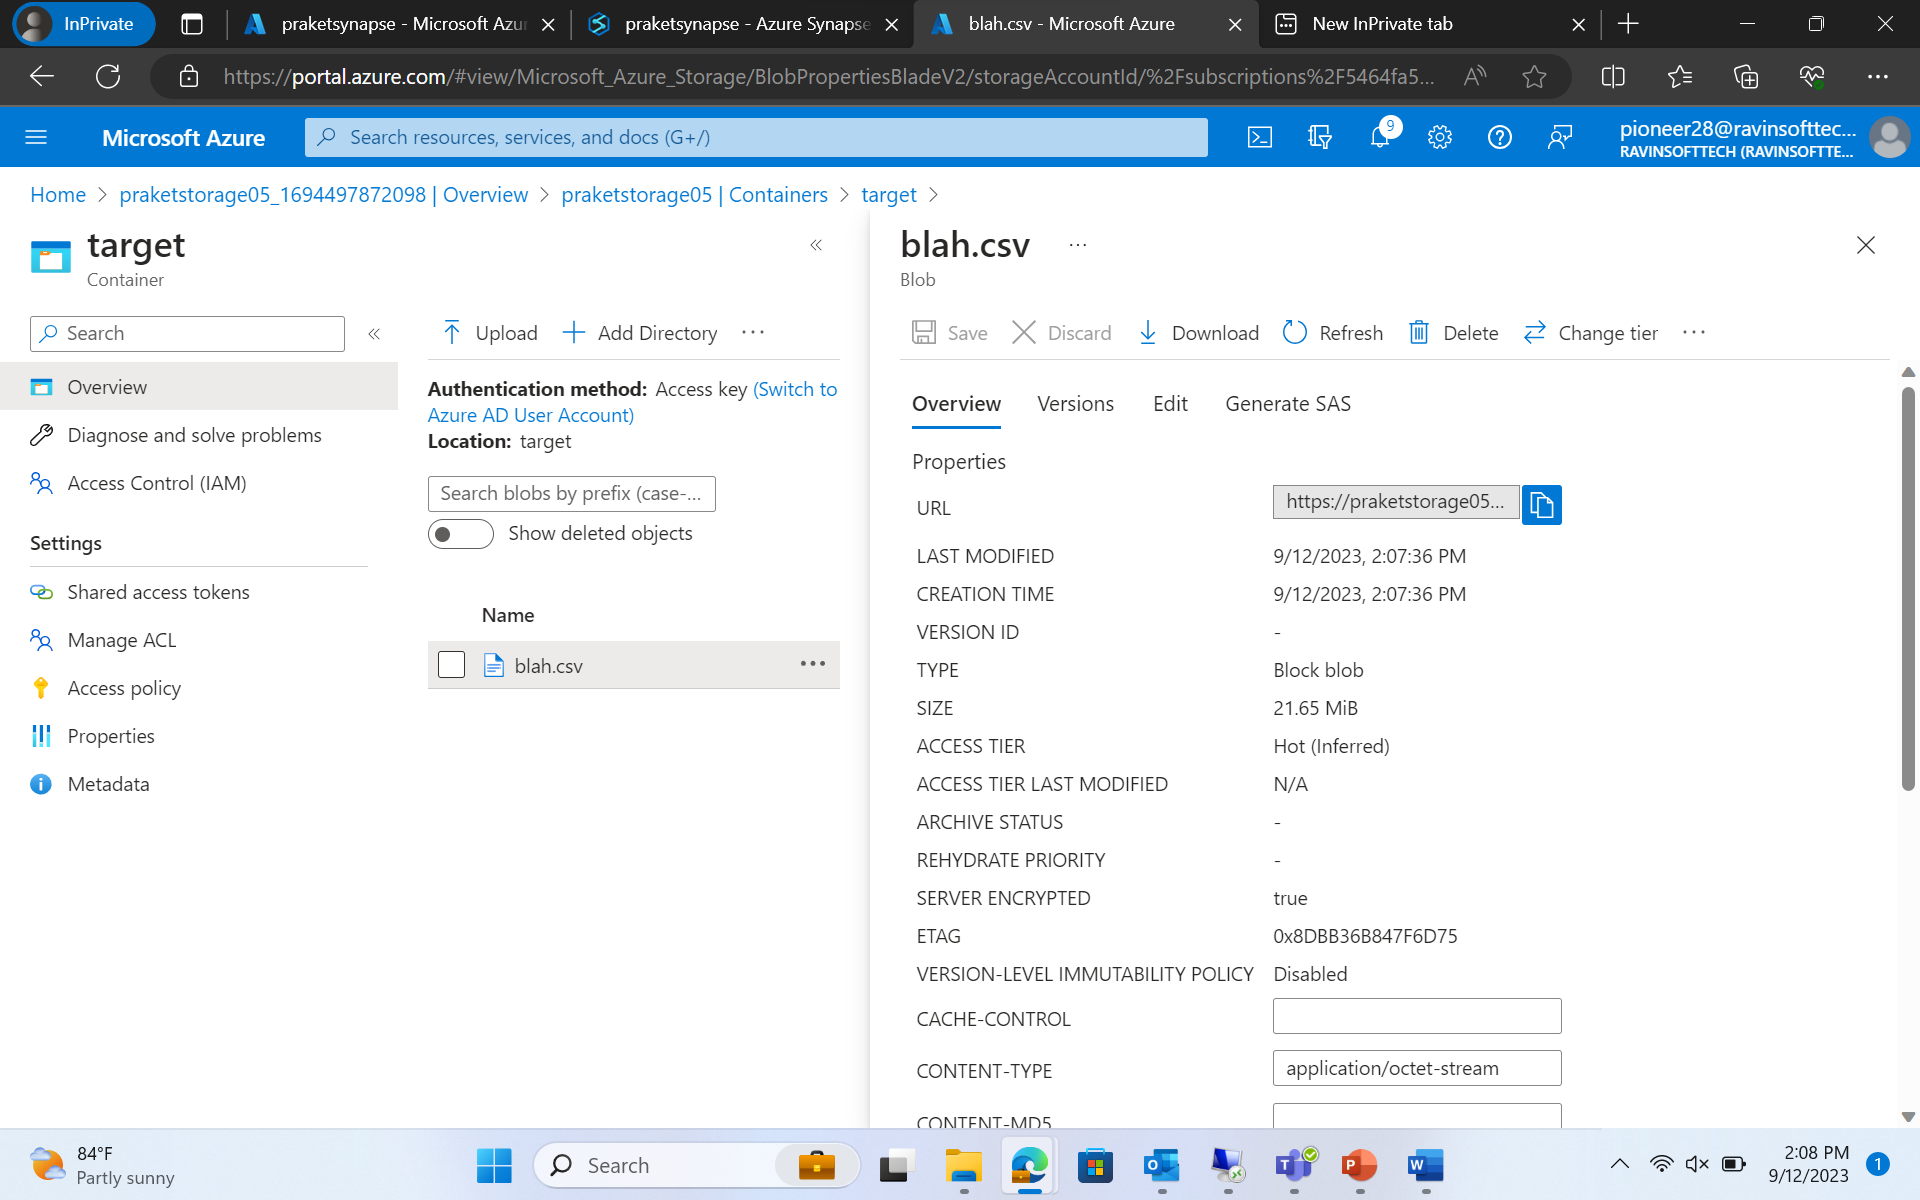 InPrivate
praketsynapse - Microsoft Azur
praketsynapse - Azure Synapse
blah.csv - Microsoft Azure
New InPrivate tab
https://portal.azure.com/#view/Microsoft_Azure_Storage/BlobPropertiesBladeV2/storageAccountId/%2Fsubscriptions%2F5464fa5...
Microsoft Azure
Search resources, services, and docs (G+/)
9
pioneer28@ravinsofttec...
RAVINSOFTTECH (RAVINSOFTTE...
Home > praketstorage05_1694497872098 | Overview > praketstorage05 | Containers > target >
target
Container
Search
Overview
Diagnose and solve problems
Access Control (IAM)
Settings
Shared access tokens
Manage ACL
Access policy
Properties
Metadata
Upload
Add Directory
Authentication method: Access key (Switch to
Azure AD User Account)
Location: target
Search blobs by prefix (case-...
Show deleted objects
Name
blah.csv
blah.csv
Blob
Save
Discard
Download
Refresh
Delete
Change tier
Overview
Versions
Edit
Generate SAS
Properties
URL https://praketstorage05...
LAST MODIFIED 9/12/2023, 2:07:36 PM
CREATION TIME 9/12/2023, 2:07:36 PM
VERSION ID -
TYPE Block blob
SIZE 21.65 MiB
ACCESS TIER Hot (Inferred)
ACCESS TIER LAST MODIFIED N/A
ARCHIVE STATUS -
REHYDRATE PRIORITY -
SERVER ENCRYPTED true
ETAG 0x8DBB36B847F6D75
VERSION-LEVEL IMMUTABILITY POLICY Disabled
CACHE-CONTROL
CONTENT-TYPE application/octet-stream
CONTENT-MD5
84°F
Partly sunny
Search
2:08 PM
9/12/2023
1